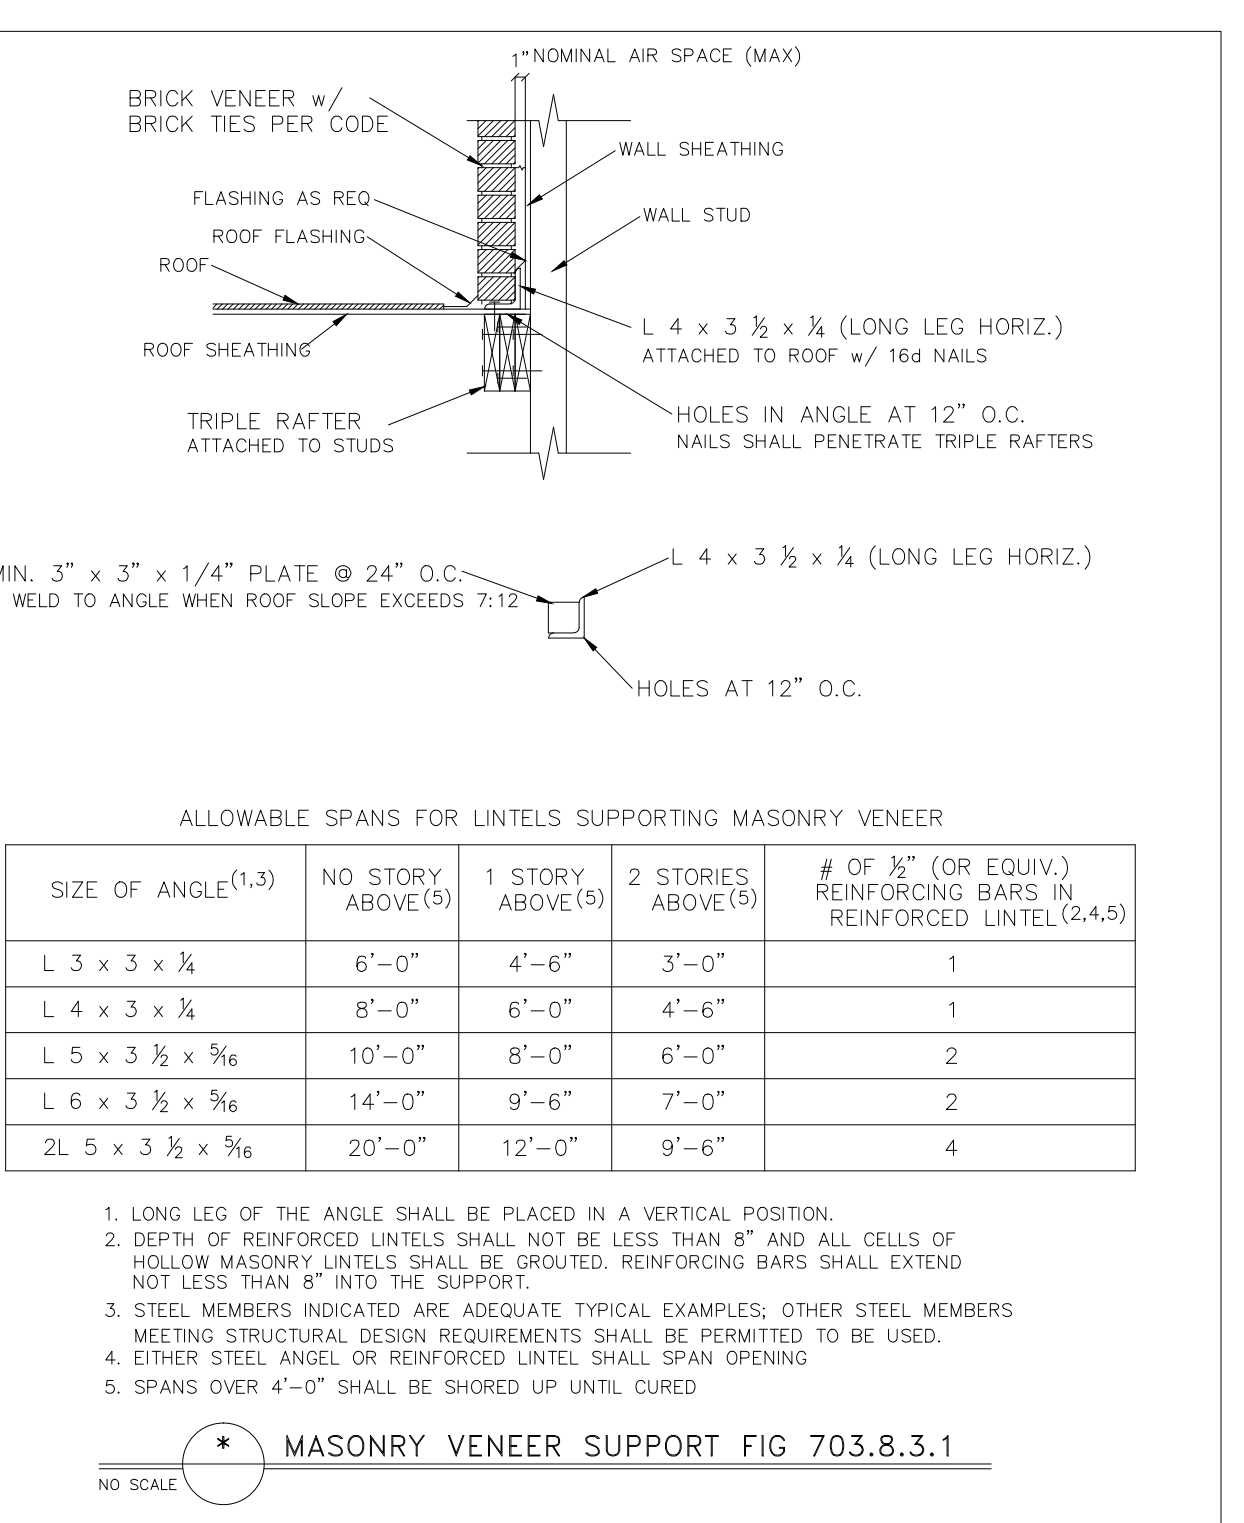 1” NOMINAL AIR SPACE (MAX)
BRICK VENEER w/
BRICK TIES PER CODE
WALL SHEATHING
FLASHING AS REQ
WALL STUD
ROOF FLASHING
ROOF
L 4 x 3 ½ x ¼ (LONG LEG HORIZ.)
ATTACHED TO ROOF w/ 16d NAILS
ROOF SHEATHING
TRIPLE RAFTER
ATTACHED TO STUDS
HOLES IN ANGLE AT 12” O.C.
NAILS SHALL PENETRATE TRIPLE RAFTERS
MIN. 3” x 3” x 1/4” PLATE @ 24” O.C.
WELD TO ANGLE WHEN ROOF SLOPE EXCEEDS 7:12
L 4 x 3 ½ x ¼ (LONG LEG HORIZ.)
HOLES AT 12” O.C.
ALLOWABLE SPANS FOR LINTELS SUPPORTING MASONRY VENEER
SIZE OF ANGLE(1,3)
NO STORY
ABOVE(5)
1 STORY
ABOVE(5)
2 STORIES
ABOVE(5)
# OF ½” (OR EQUIV.)
REINFORCING BARS IN
REINFORCED LINTEL(2,4,5)
L 3 x 3 x ¼ 6’–0” 4’–6” 3’–0” 1
L 4 x 3 x ¼ 8’–0” 6’–0” 4’–6” 1
L 5 x 3 ½ x 5⁄16 10’–0” 8’–0” 6’–0” 2
L 6 x 3 ½ x 5⁄16 14’–0” 9’–6” 7’–0” 2
2L 5 x 3 ½ x 5⁄16 20’–0” 12’–0” 9’–6” 4
1. LONG LEG OF THE ANGLE SHALL BE PLACED IN A VERTICAL POSITION.
2. DEPTH OF REINFORCED LINTELS SHALL NOT BE LESS THAN 8” AND ALL CELLS OF
HOLLOW MASONRY LINTELS SHALL BE GROUTED. REINFORCING BARS SHALL EXTEND
NOT LESS THAN 8” INTO THE SUPPORT.
3. STEEL MEMBERS INDICATED ARE ADEQUATE TYPICAL EXAMPLES; OTHER STEEL MEMBERS
MEETING STRUCTURAL DESIGN REQUIREMENTS SHALL BE PERMITTED TO BE USED.
4. EITHER STEEL ANGEL OR REINFORCED LINTEL SHALL SPAN OPENING
5. SPANS OVER 4’–0” SHALL BE SHORED UP UNTIL CURED
* MASONRY VENEER SUPPORT FIG 703.8.3.1
NO SCALE